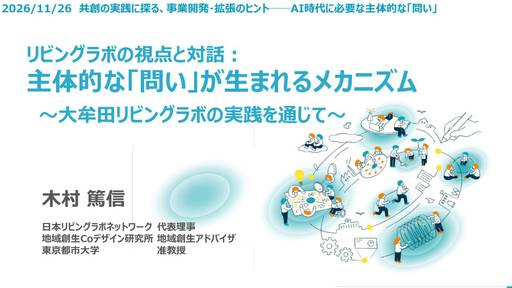 2026/11/26 共創の実践に探る、事業開発・拡張のヒント──AI時代に必要な主体的な「問い」
リビングラボの視点と対話：
主体的な「問い」が生まれるメカニズム
～大牟田リビングラボの実践を通じて～
木村 篤信
日本リビングラボネットワーク 代表理事
地域創生Coデザイン研究所 地域創生アドバイザ
東京都市大学 准教授